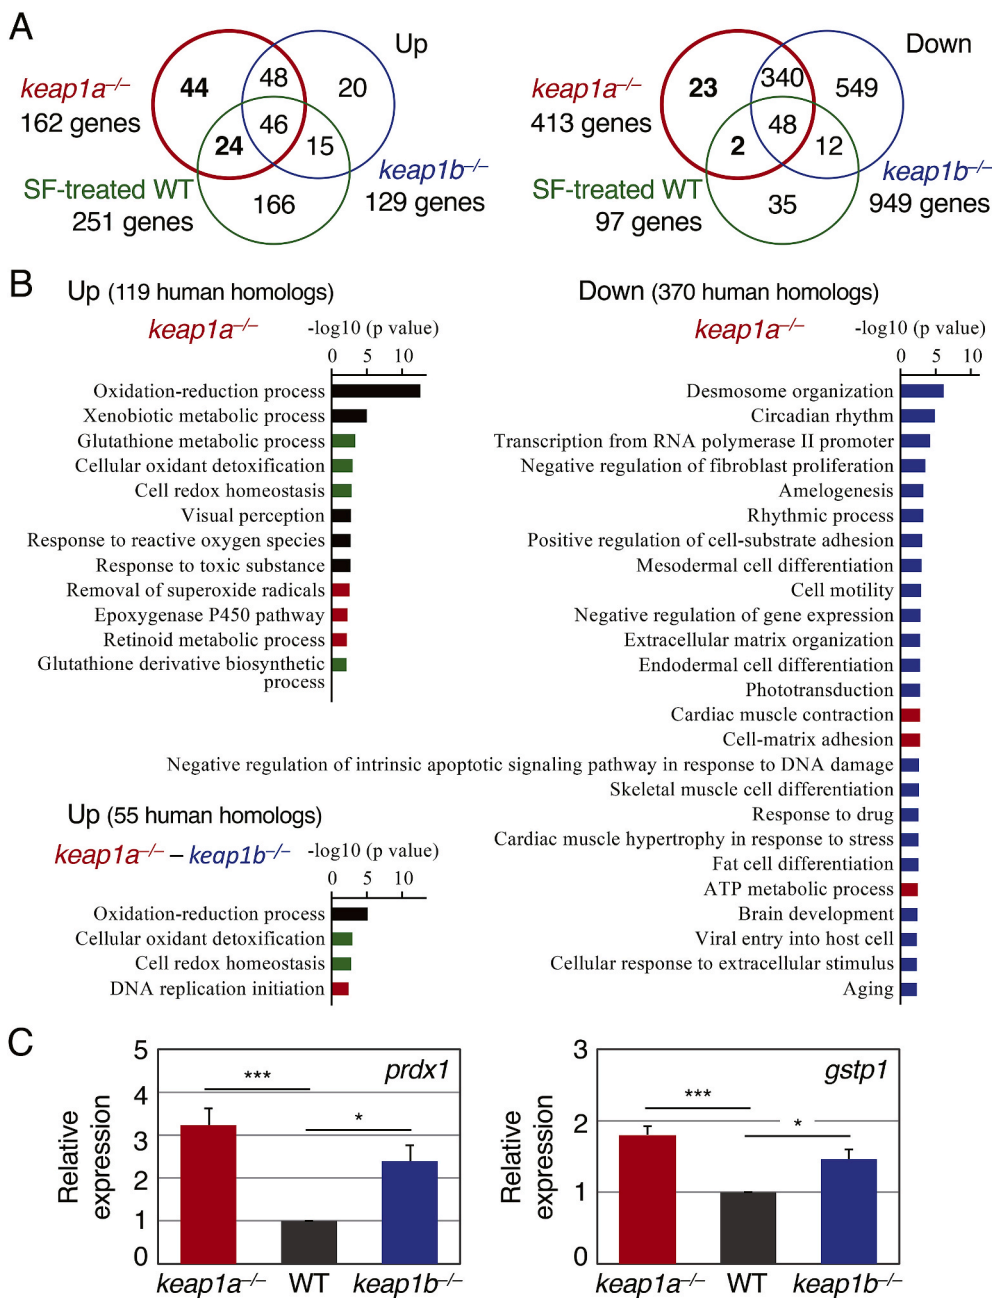 A
Up
keap1a–/–
162 genes
44
48
20
46
24
15
166
SF-treated WT
251 genes
keap1b–/–
129 genes
Down
keap1a–/–
413 genes
23
340
549
48
2
12
35
SF-treated WT
97 genes
keap1b–/–
949 genes
B
Up (119 human homologs)
keap1a–/–
-log10 (p value)
0 5 10
Oxidation-reduction process
Xenobiotic metabolic process
Glutathione metabolic process
Cellular oxidant detoxification
Cell redox homeostasis
Visual perception
Response to reactive oxygen species
Response to toxic substance
Removal of superoxide radicals
Epoxygenase P450 pathway
Retinoid metabolic process
Glutathione derivative biosynthetic
process
Up (55 human homologs)
keap1a–/– – keap1b–/–
-log10 (p value)
0 5 10
Oxidation-reduction process
Cellular oxidant detoxification
Cell redox homeostasis
DNA replication initiation
Down (370 human homologs)
keap1a–/–
-log10 (p value)
0 5 10
Desmosome organization
Circadian rhythm
Transcription from RNA polymerase II promoter
Negative regulation of fibroblast proliferation
Amelogenesis
Rhythmic process
Positive regulation of cell-substrate adhesion
Mesodermal cell differentiation
Cell motility
Negative regulation of gene expression
Extracellular matrix organization
Endodermal cell differentiation
Phototransduction
Cardiac muscle contraction
Cell-matrix adhesion
Negative regulation of intrinsic apoptotic signaling pathway in response to DNA damage
Skeletal muscle cell differentiation
Response to drug
Cardiac muscle hypertrophy in response to stress
Fat cell differentiation
ATP metabolic process
Brain development
Viral entry into host cell
Cellular response to extracellular stimulus
Aging
C
Relative
expression
5
4
3
2
1
0
prdx1
***
*
keap1a–/– WT keap1b–/–
Relative
expression
3
2
1
0
gstp1
***
*
keap1a–/– WT keap1b–/–